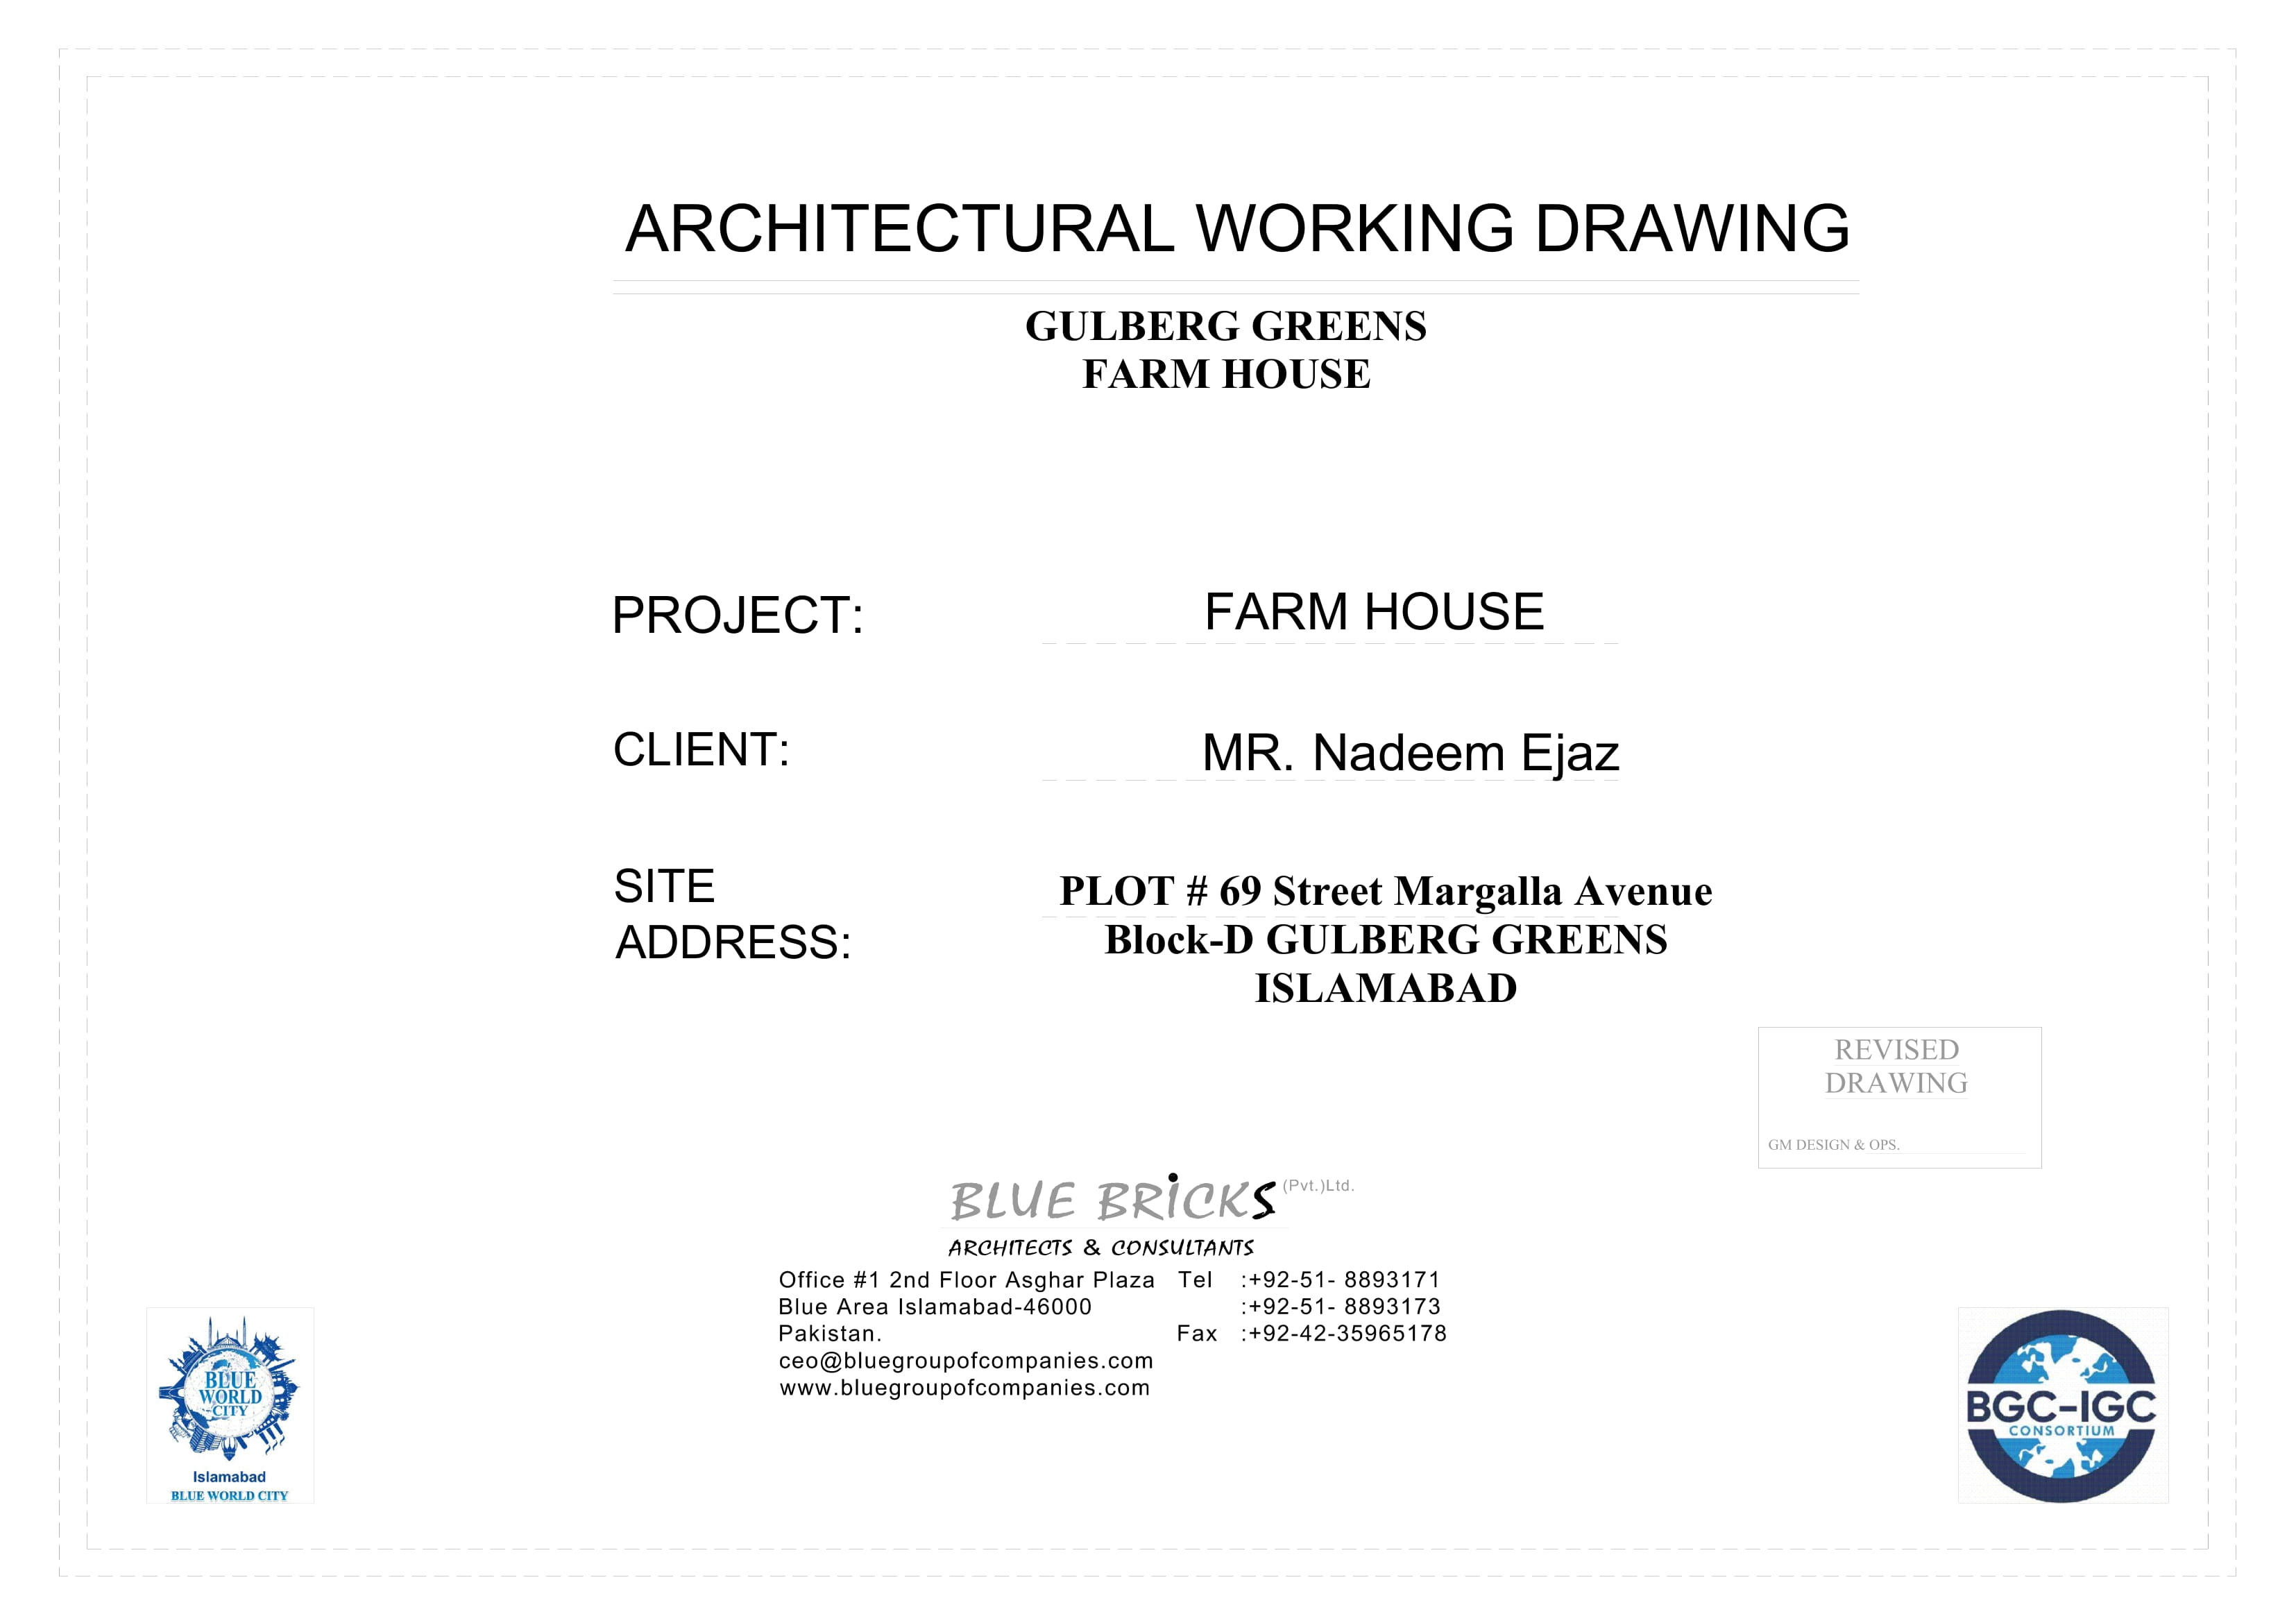 ARCHITECTURAL WORKING DRAWING
GULBERG GREENS
FARM HOUSE
PROJECT: FARM HOUSE
CLIENT: MR. Nadeem Ejaz
SITE
ADDRESS:
PLOT # 69 Street Margalla Avenue
Block-D GULBERG GREENS
ISLAMABAD
REVISED
DRAWING
GM DESIGN & OPS.
BLUE BRiCKS (Pvt.)Ltd.
ARCHITECTS & CONSULTANTS
Office #1 2nd Floor Asghar Plaza Tel :+92-51- 8893171
Blue Area Islamabad-46000 :+92-51- 8893173
Pakistan. Fax :+92-42-35965178
ceo@bluegroupofcompanies.com
www.bluegroupofcompanies.com
BLUE
WORLD
CITY
Islamabad
BLUE WORLD CITY
BGC-IGC
CONSORTIUM